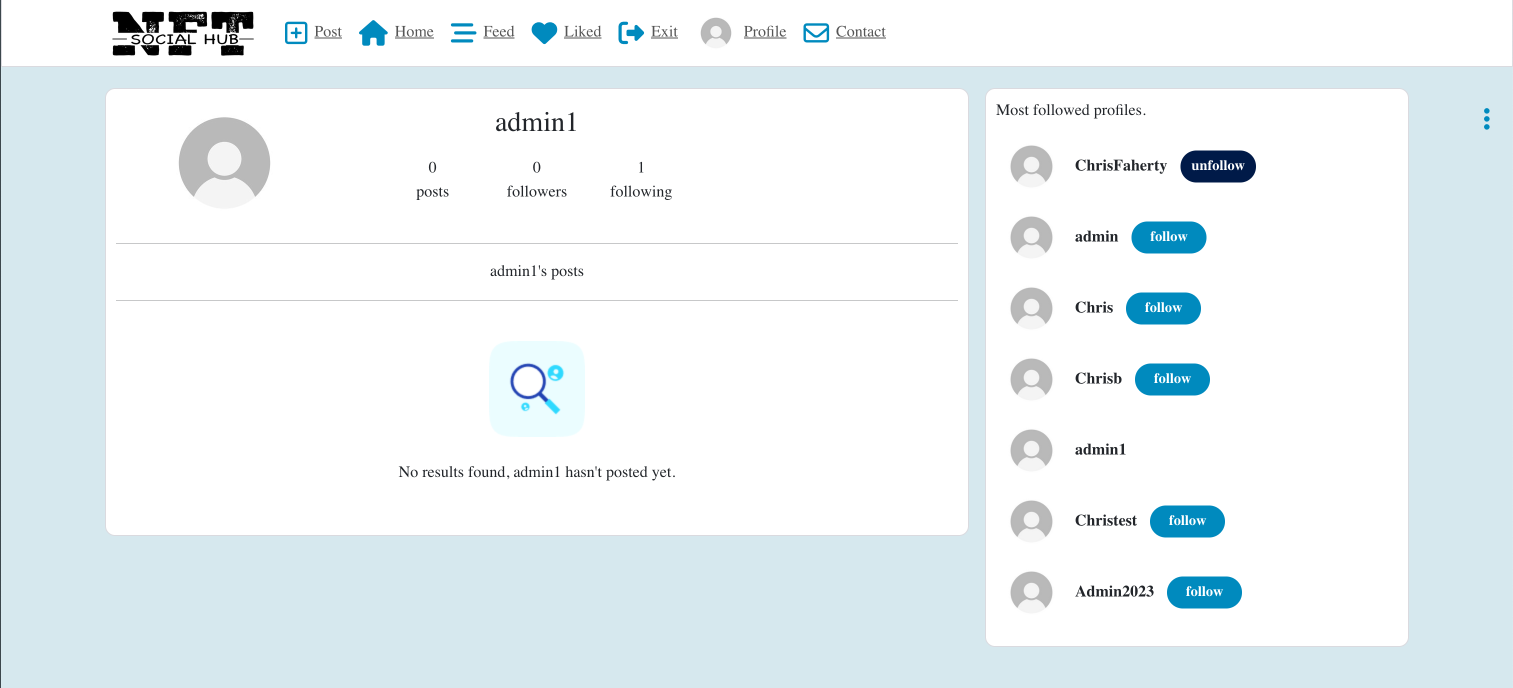 NFT
SOCIAL HUB
Post Home Feed Liked Exit Profile Contact
admin1
0 0 1
posts followers following
admin1's posts
No results found, admin1 hasn't posted yet.
Most followed profiles.
ChrisFaherty unfollow
admin follow
Chris follow
Chrisb follow
admin1
Christest follow
Admin2023 follow